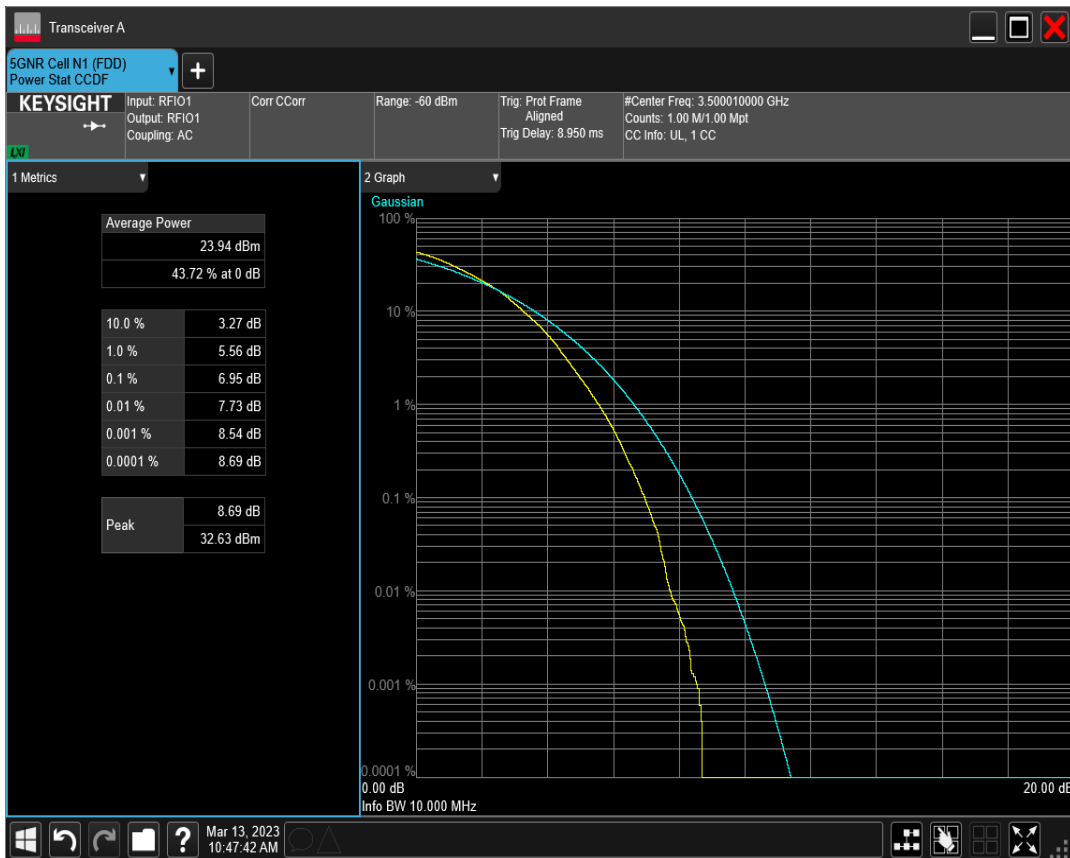 Transceiver A
5GNR Cell N1 (FDD)
Power Stat CCDF
+
KEYSIGHT
LXI
Input: RFIO1
Output: RFIO1
Coupling: AC
Corr CCorr
Range: -60 dBm
Trig: Prot Frame
Aligned
Trig Delay: 8.950 ms
#Center Freq: 3.500010000 GHz
Counts: 1.00 M/1.00 Mpt
CC Info: UL, 1 CC
1 Metrics
Average Power
23.94 dBm
43.72 % at 0 dB
10.0 % 3.27 dB
1.0 % 5.56 dB
0.1 % 6.95 dB
0.01 % 7.73 dB
0.001 % 8.54 dB
0.0001 % 8.69 dB
Peak
8.69 dB
32.63 dBm
2 Graph
Gaussian
100 %
10 %
1 %
0.1 %
0.01 %
0.001 %
0.0001 %
0.00 dB 20.00 dB
Info BW 10.000 MHz
?
Mar 13, 2023
10:47:42 AM